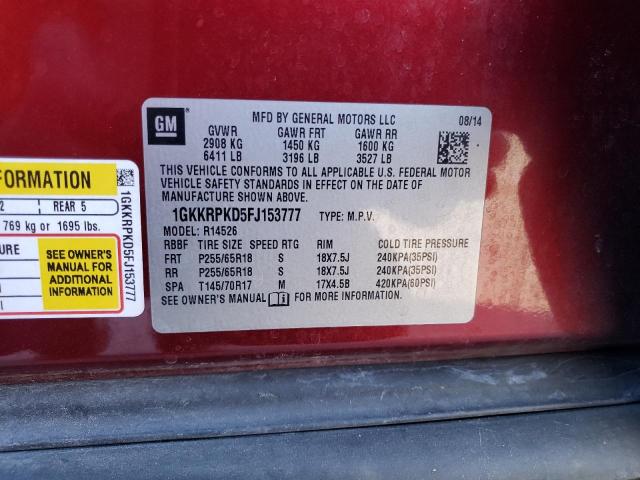 GM
MFD BY GENERAL MOTORS LLC 08/14
GVWR GAWR FRT GAWR RR
2908 KG 1450 KG 1600 KG
6411 LB 3196 LB 3527 LB
THIS VEHICLE CONFORMS TO ALL APPLICABLE U.S. FEDERAL MOTOR
VEHICLE SAFETY STANDARDS IN EFFECT ON THE DATE OF
MANUFACTURE SHOWN ABOVE.
1GKKRPKD5FJ153777 TYPE: M.P.V.
MODEL: R14526
RBBF TIRE SIZE SPEED RTG RIM COLD TIRE PRESSURE
FRT P255/65R18 S 18X7.5J 240KPA(35PSI)
RR P255/65R18 S 18X7.5J 240KPA(35PSI)
SPA T145/70R17 M 17X4.5B 420KPA(60PSI)
SEE OWNER'S MANUAL FOR MORE INFORMATION.
FORMATION
2 REAR 5
769 kg or 1695 lbs.
SEE OWNER'S
MANUAL FOR
ADDITIONAL
INFORMATION
1GKKRPKD5FJ153777